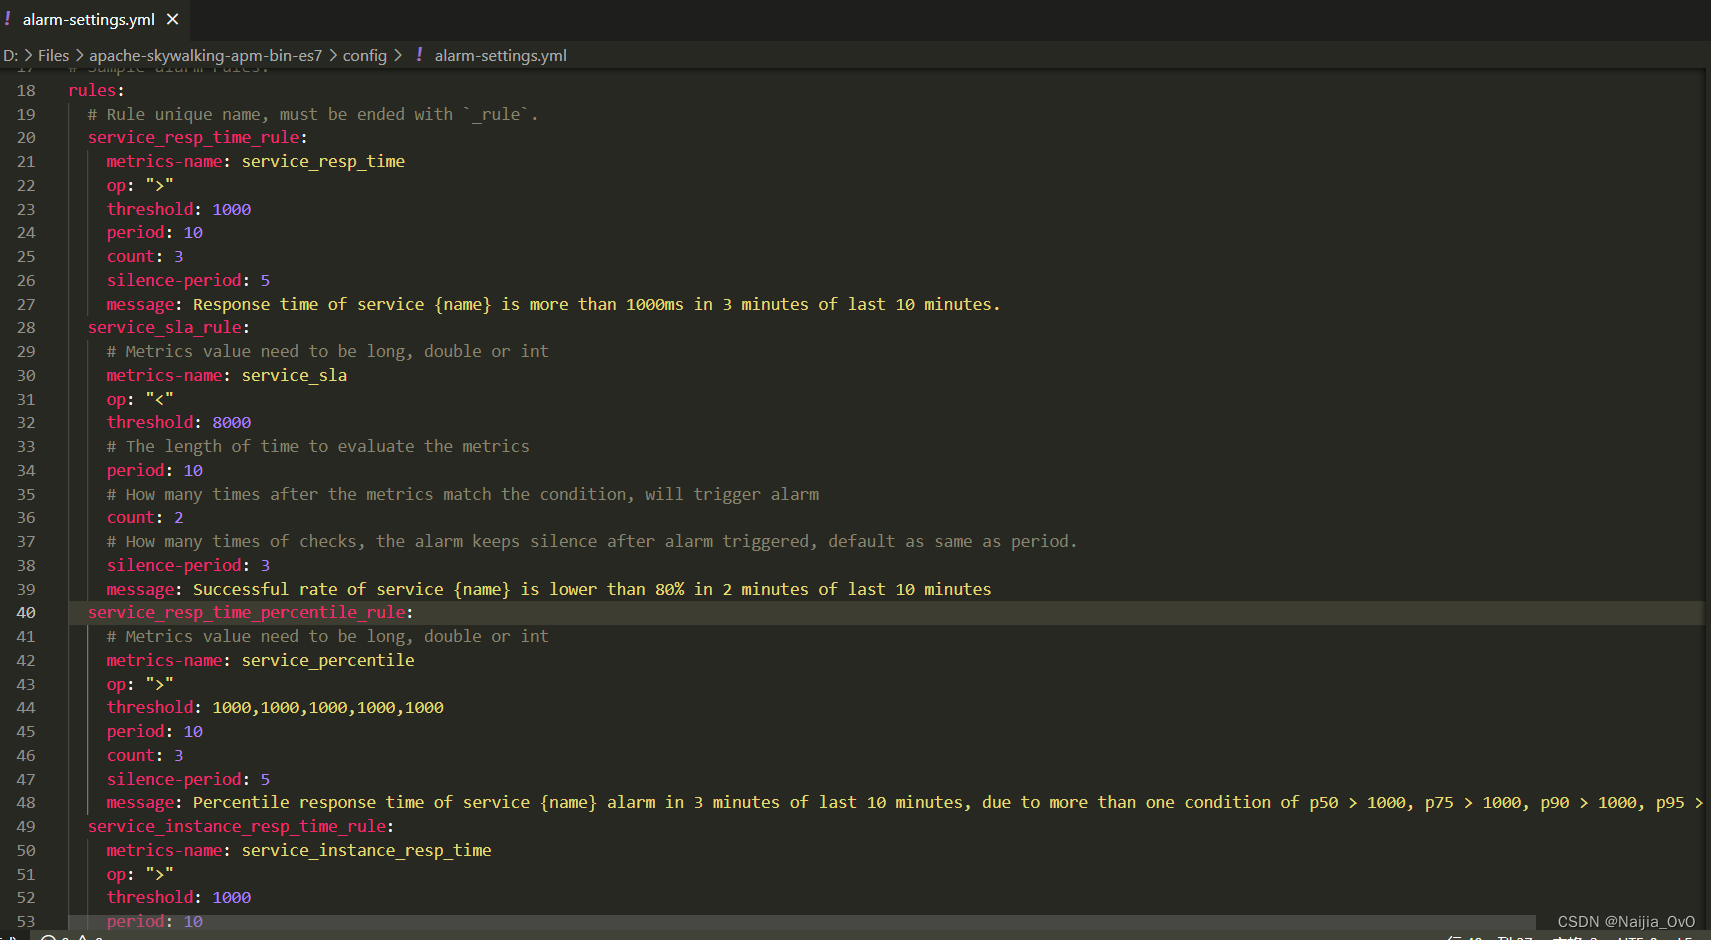 ! alarm-settings.yml ×
D: > Files > apache-skywalking-apm-bin-es7 > config > ! alarm-settings.yml
17 # Sample alarm rules.
18 rules:
19 # Rule unique name, must be ended with `_rule`.
20 service_resp_time_rule:
21 metrics-name: service_resp_time
22 op: ">"
23 threshold: 1000
24 period: 10
25 count: 3
26 silence-period: 5
27 message: Response time of service {name} is more than 1000ms in 3 minutes of last 10 minutes.
28 service_sla_rule:
29 # Metrics value need to be long, double or int
30 metrics-name: service_sla
31 op: "<"
32 threshold: 8000
33 # The length of time to evaluate the metrics
34 period: 10
35 # How many times after the metrics match the condition, will trigger alarm
36 count: 2
37 # How many times of checks, the alarm keeps silence after alarm triggered, default as same as period.
38 silence-period: 3
39 message: Successful rate of service {name} is lower than 80% in 2 minutes of last 10 minutes
40 service_resp_time_percentile_rule:
41 # Metrics value need to be long, double or int
42 metrics-name: service_percentile
43 op: ">"
44 threshold: 1000,1000,1000,1000,1000
45 period: 10
46 count: 3
47 silence-period: 5
48 message: Percentile response time of service {name} alarm in 3 minutes of last 10 minutes, due to more than one condition of p50 > 1000, p75 > 1000, p90 > 1000, p95 >
49 service_instance_resp_time_rule:
50 metrics-name: service_instance_resp_time
51 op: ">"
52 threshold: 1000
53 period: 10
CSDN @Naijia_OvO